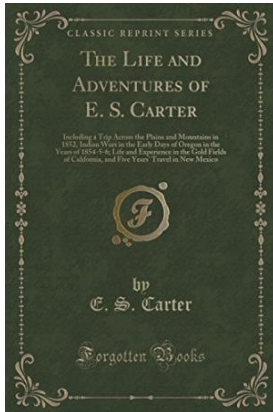 CLASSIC REPRINT SERIES
THE LIFE AND
ADVENTURES OF
E. S. CARTER
Including a Trip Across the Plains and Mountains in
1852, Indian Wars in the Early Days of Oregon in the
Years of 1854-5-6; Life and Experience in the Gold Fields
of California, and Five Years' Travel in New Mexico
F
by
E. S. Carter
Forgotten Books